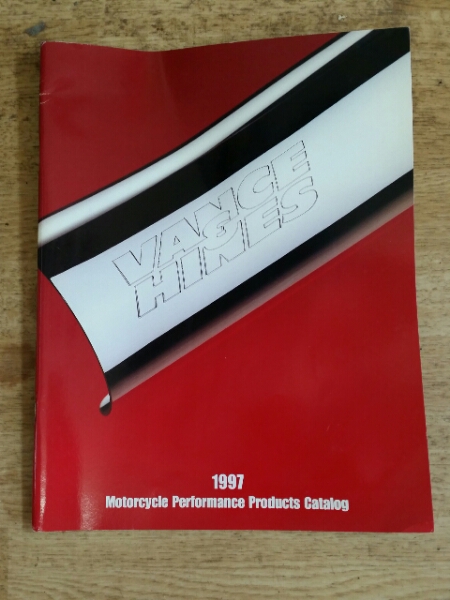 VANCE
&
HINES
1997
Motorcycle Performance Products Catalog